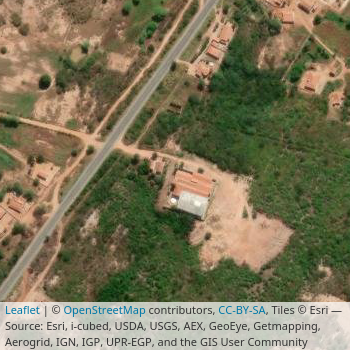 Leaflet | © OpenStreetMap contributors, CC-BY-SA, Tiles © Esri —
Source: Esri, i-cubed, USDA, USGS, AEX, GeoEye, Getmapping,
Aerogrid, IGN, IGP, UPR-EGP, and the GIS User Community